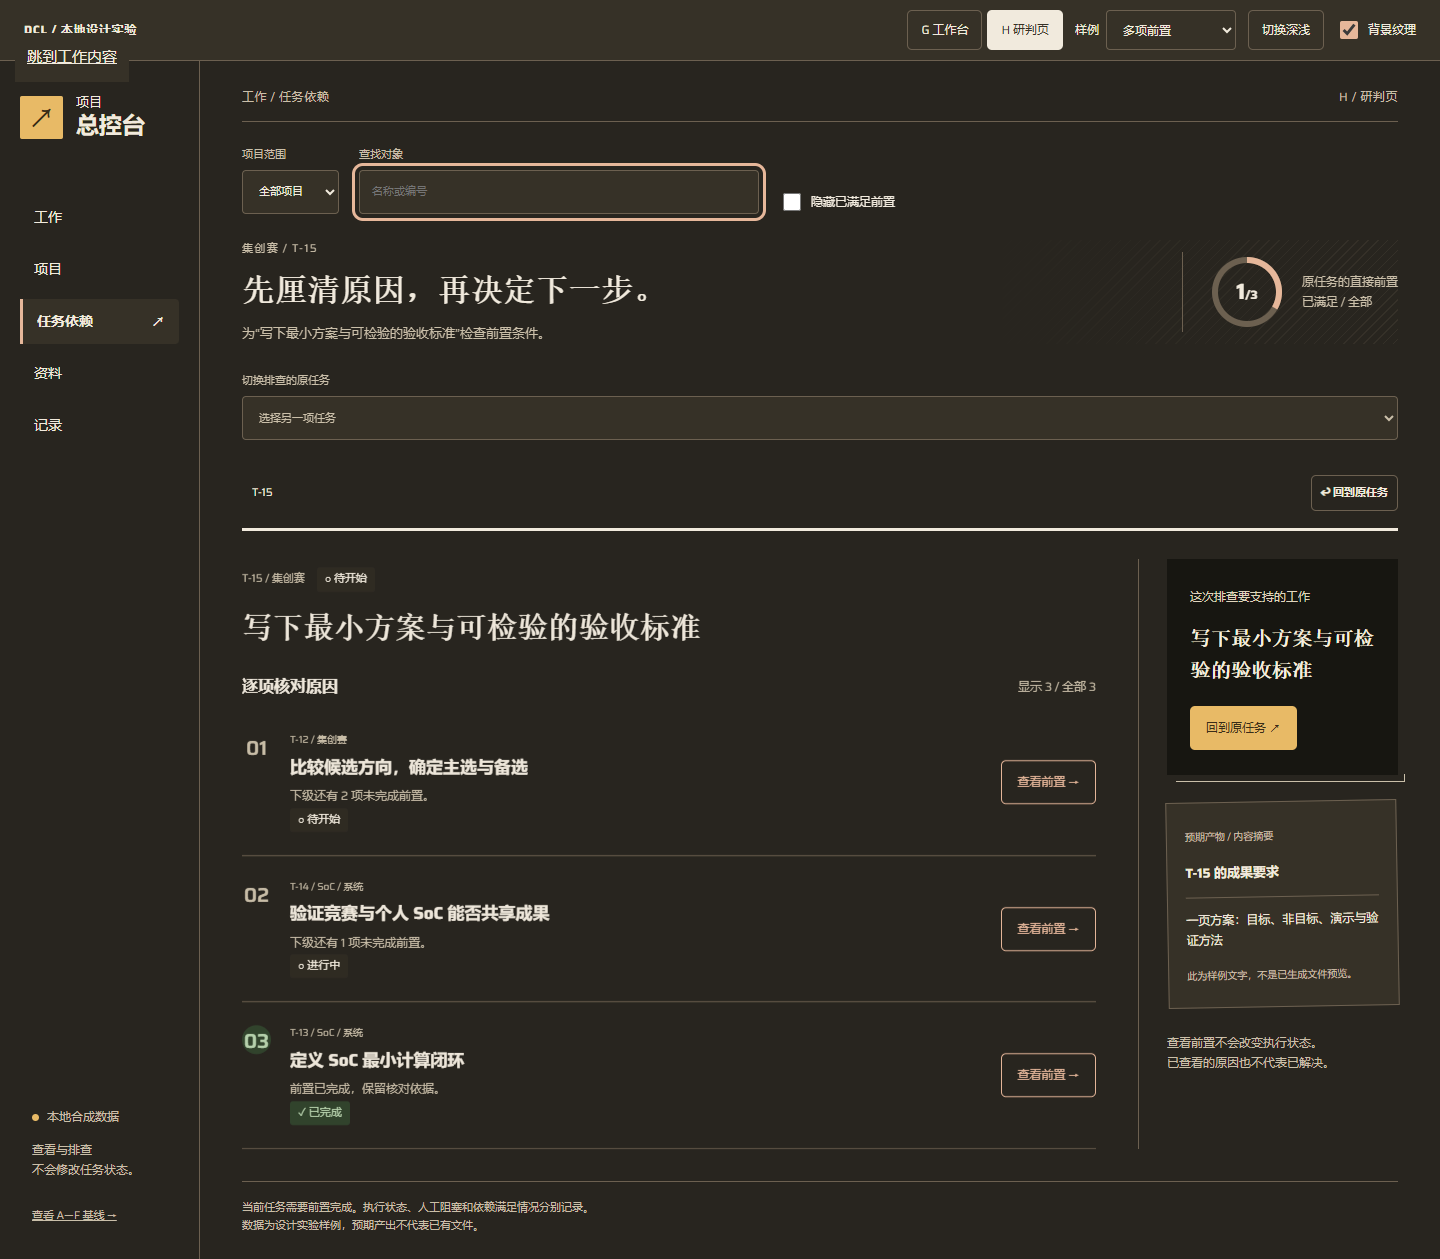 DCL / 本地设计实验
跳到工作内容
G 工作台
H 研判页
样例
多项前置
切换深浅
背景纹理
项目
总控台
工作
项目
任务依赖 ↗
资料
记录
本地合成数据
查看与排查
不会修改任务状态。
查看 A—F 基线 →
工作 / 任务依赖
H / 研判页
项目范围
全部项目
查找对象
名称或编号
隐藏已满足前置
集创赛 / T-15
先厘清原因，再决定下一步。
为“写下最小方案与可检验的验收标准”检查前置条件。
1/3
原任务的直接前置
已满足 / 全部
切换排查的原任务
选择另一项任务
T-15
↩ 回到原任务
T-15 / 集创赛
○ 待开始
写下最小方案与可检验的验收标准
逐项核对原因
显示 3 / 全部 3
01
T-12 / 集创赛
比较候选方向，确定主选与备选
下级还有 2 项未完成前置。
○ 待开始
查看前置 →
02
T-14 / SoC / 系统
验证竞赛与个人 SoC 能否共享成果
下级还有 1 项未完成前置。
○ 进行中
查看前置 →
03
T-13 / SoC / 系统
定义 SoC 最小计算闭环
前置已完成，保留核对依据。
✓ 已完成
查看前置 →
这次排查要支持的工作
写下最小方案与可检
验的验收标准
回到原任务 ↗
预期产物 / 内容摘要
T-15 的成果要求
一页方案：目标、非目标、演示与验
证方法
此为样例文字，不是已生成文件预览。
查看前置不会改变执行状态。
已查看的原因也不代表已解决。
当前任务需要前置完成。执行状态、人工阻塞和依赖满足情况分别记录。
数据为设计实验样例，预期产出不代表已有文件。